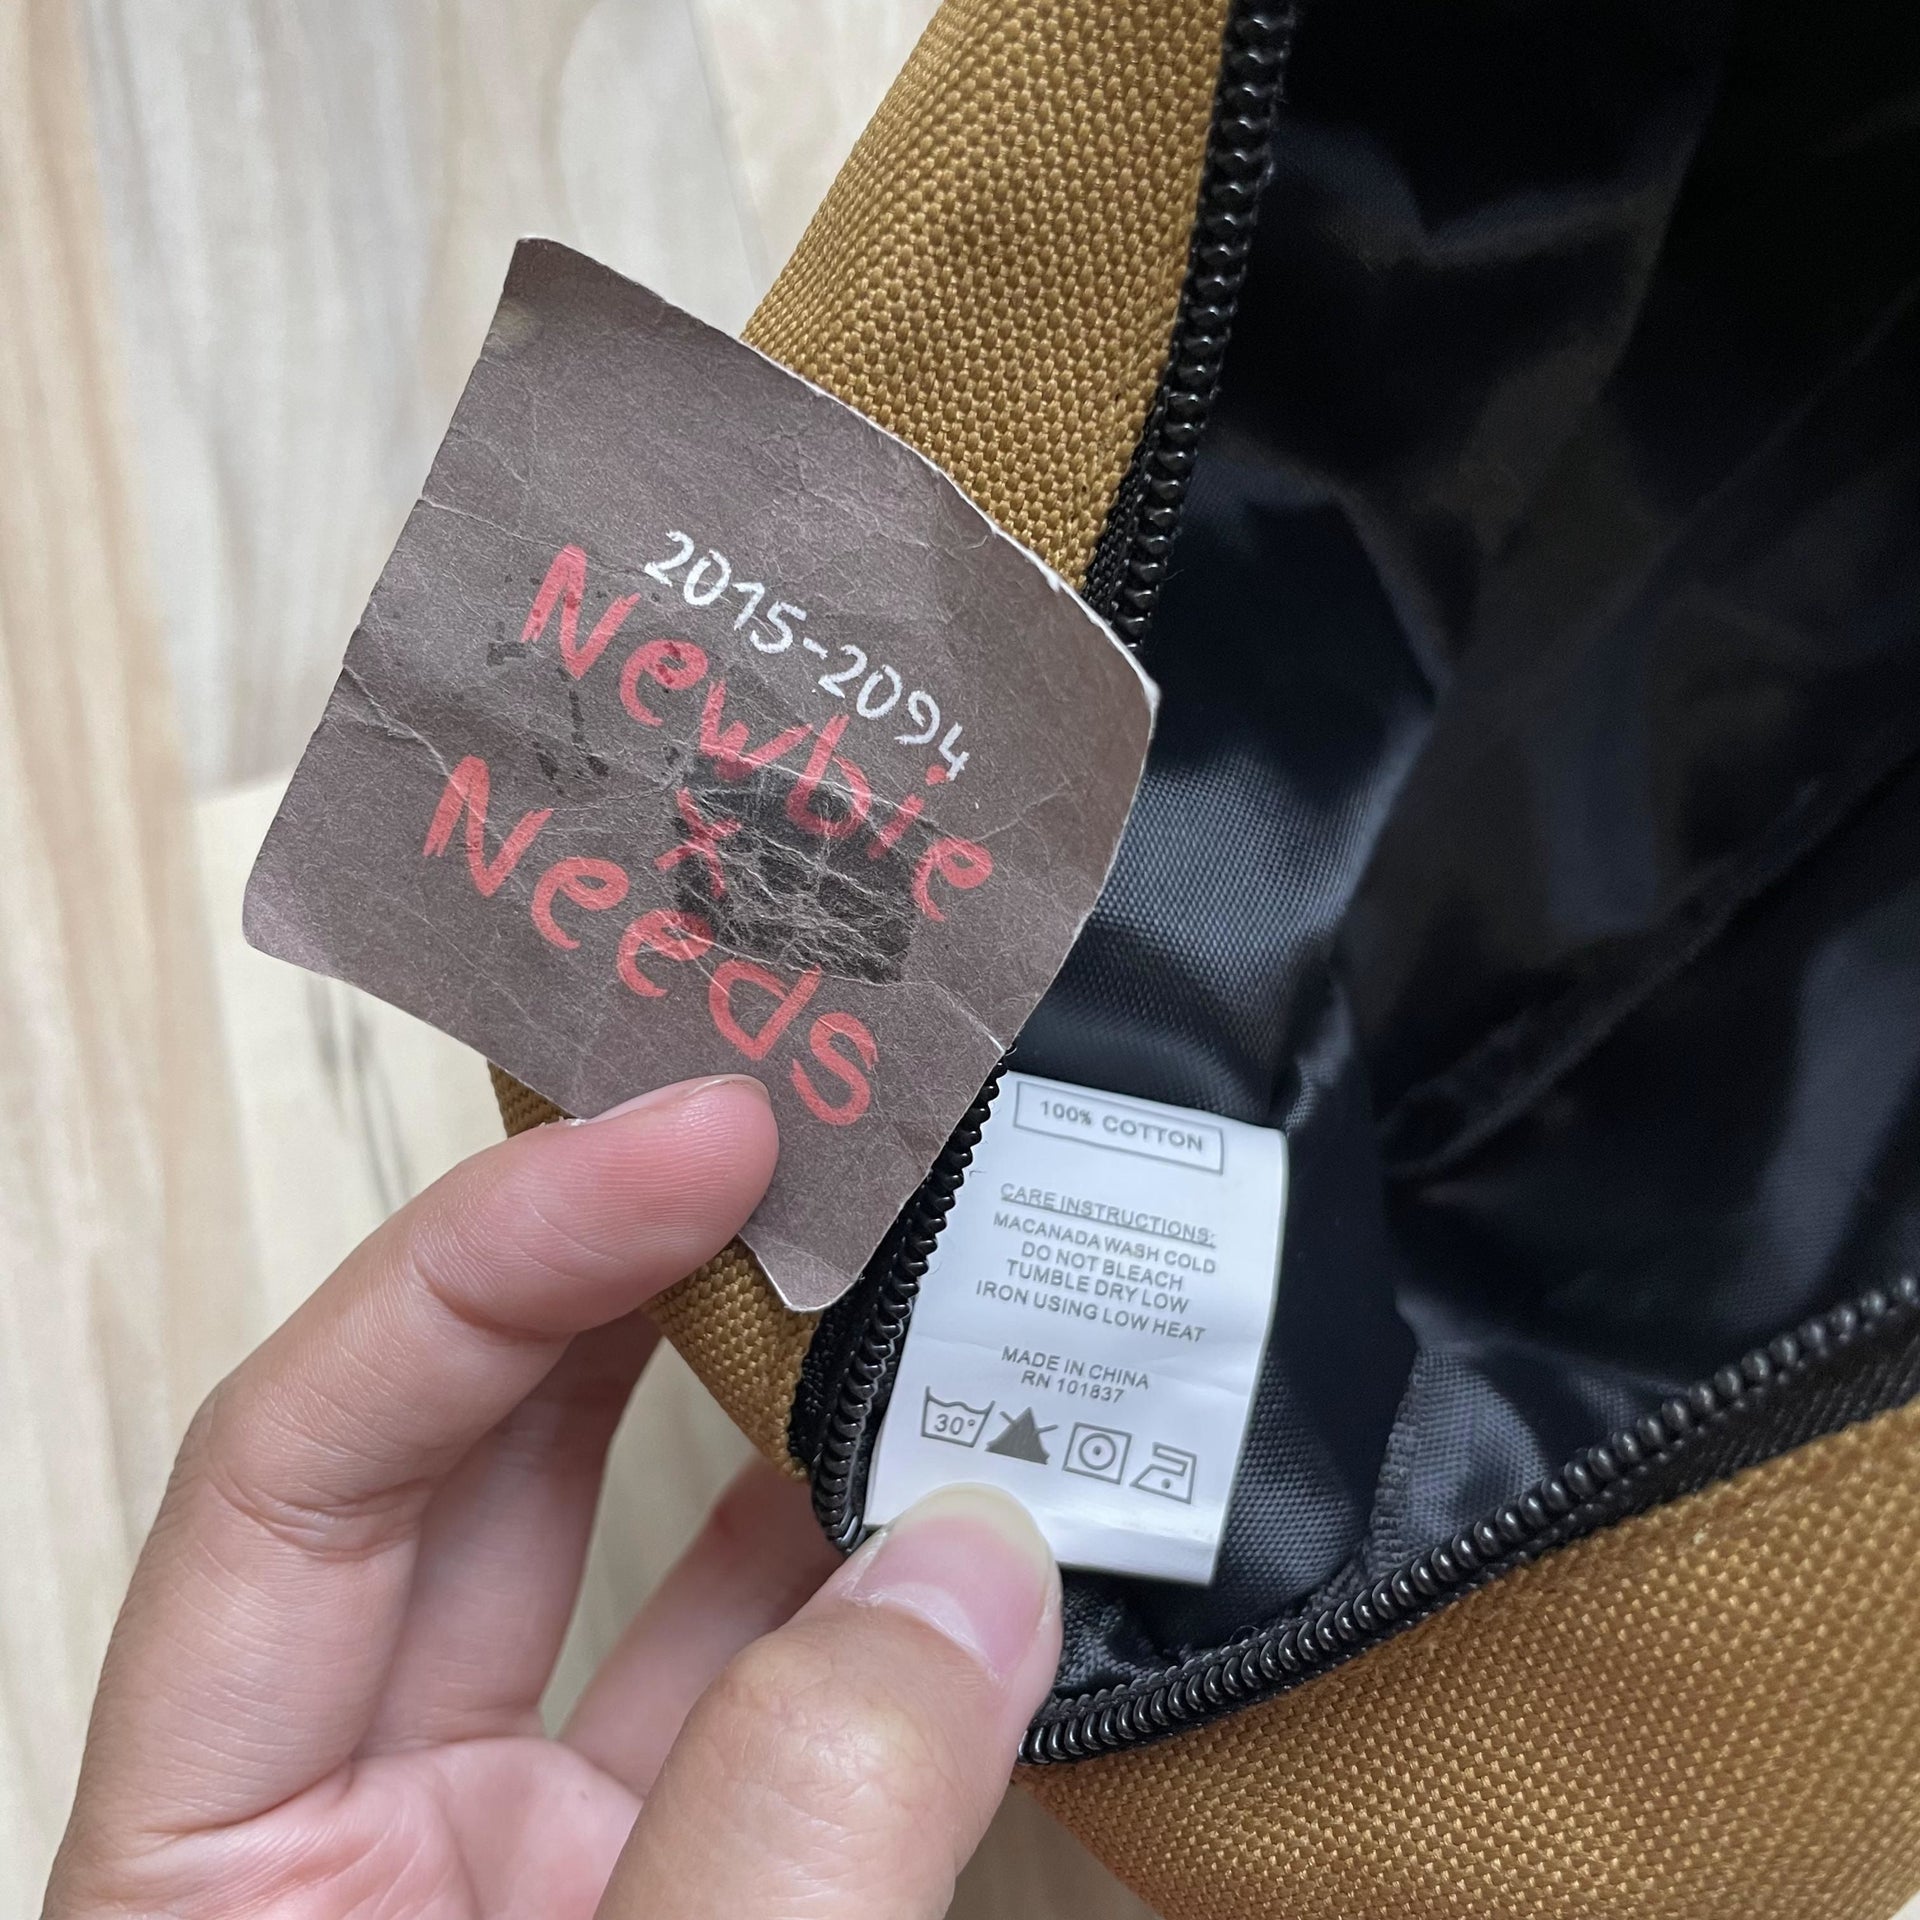 2015-2094
Newbie
x
Needs
100% COTTON
CARE INSTRUCTIONS:
MACANADA WASH COLD
DO NOT BLEACH
TUMBLE DRY LOW
IRON USING LOW HEAT
MADE IN CHINA
RN 101837
30°